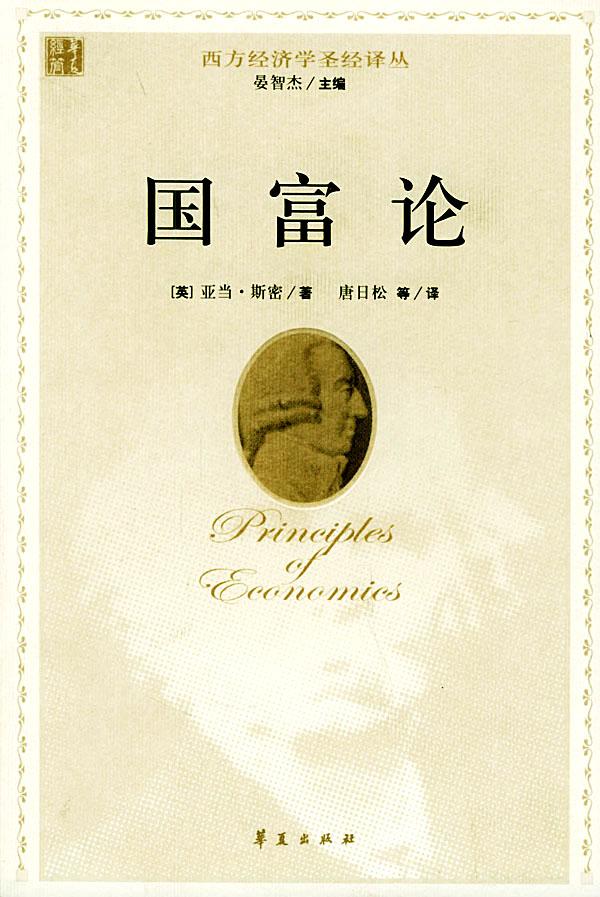 西方经济学圣经译丛
晏智杰/主编
国富论
[英]亚当·斯密/著 唐日松 等/译
Principles
of
Economics
華夏出版社